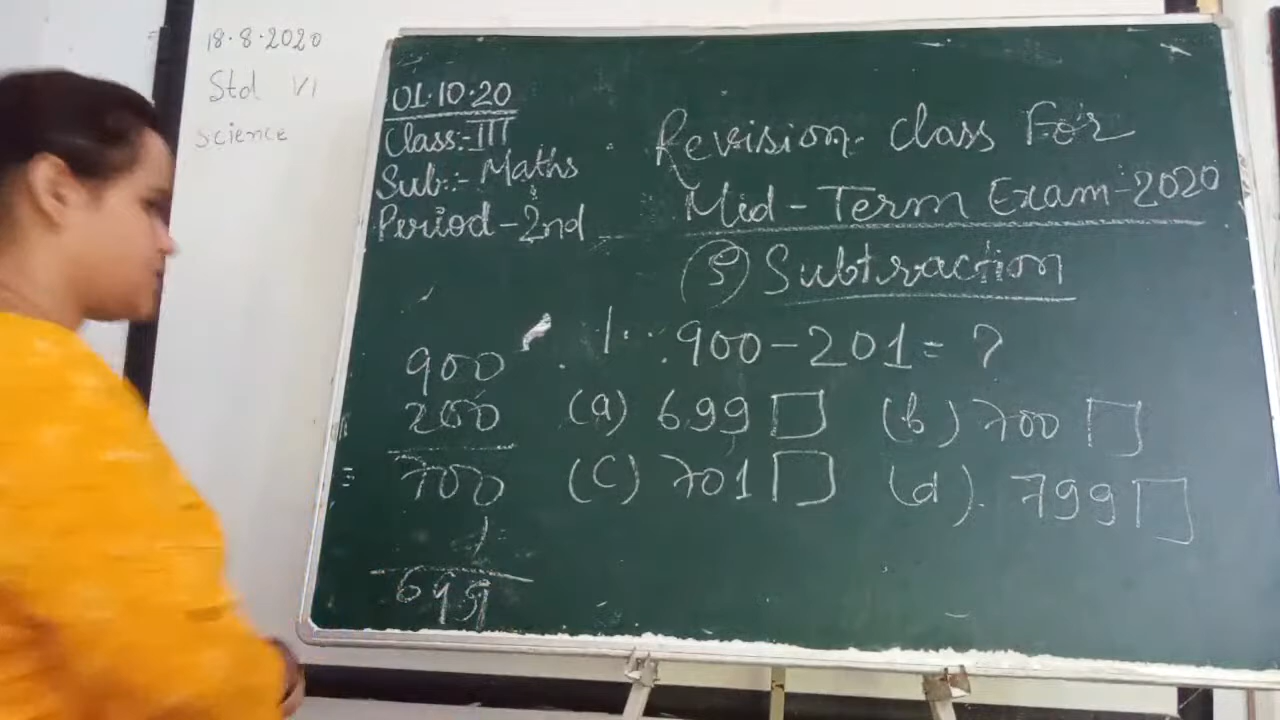 18.8.2020
Std VI
Science
01.10.20
Class:-III
Sub:- Maths
Period-2nd
Revision Class For
Mid-Term Exam-2020
(5) Subtraction
1. 900-201=?
(a) 699 (b) 700
(c) 701 (d) 799
900
200
= 700
1
699